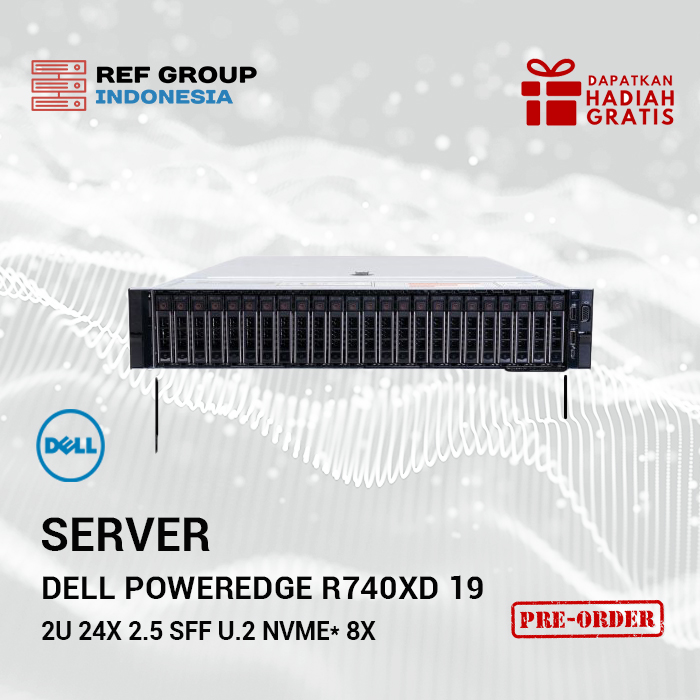 REF GROUP
INDONESIA
DAPATKAN
HADIAH
GRATIS
DELL
SERVER
DELL POWEREDGE R740XD 19
2U 24X 2.5 SFF U.2 NVME* 8X
PRE-ORDER